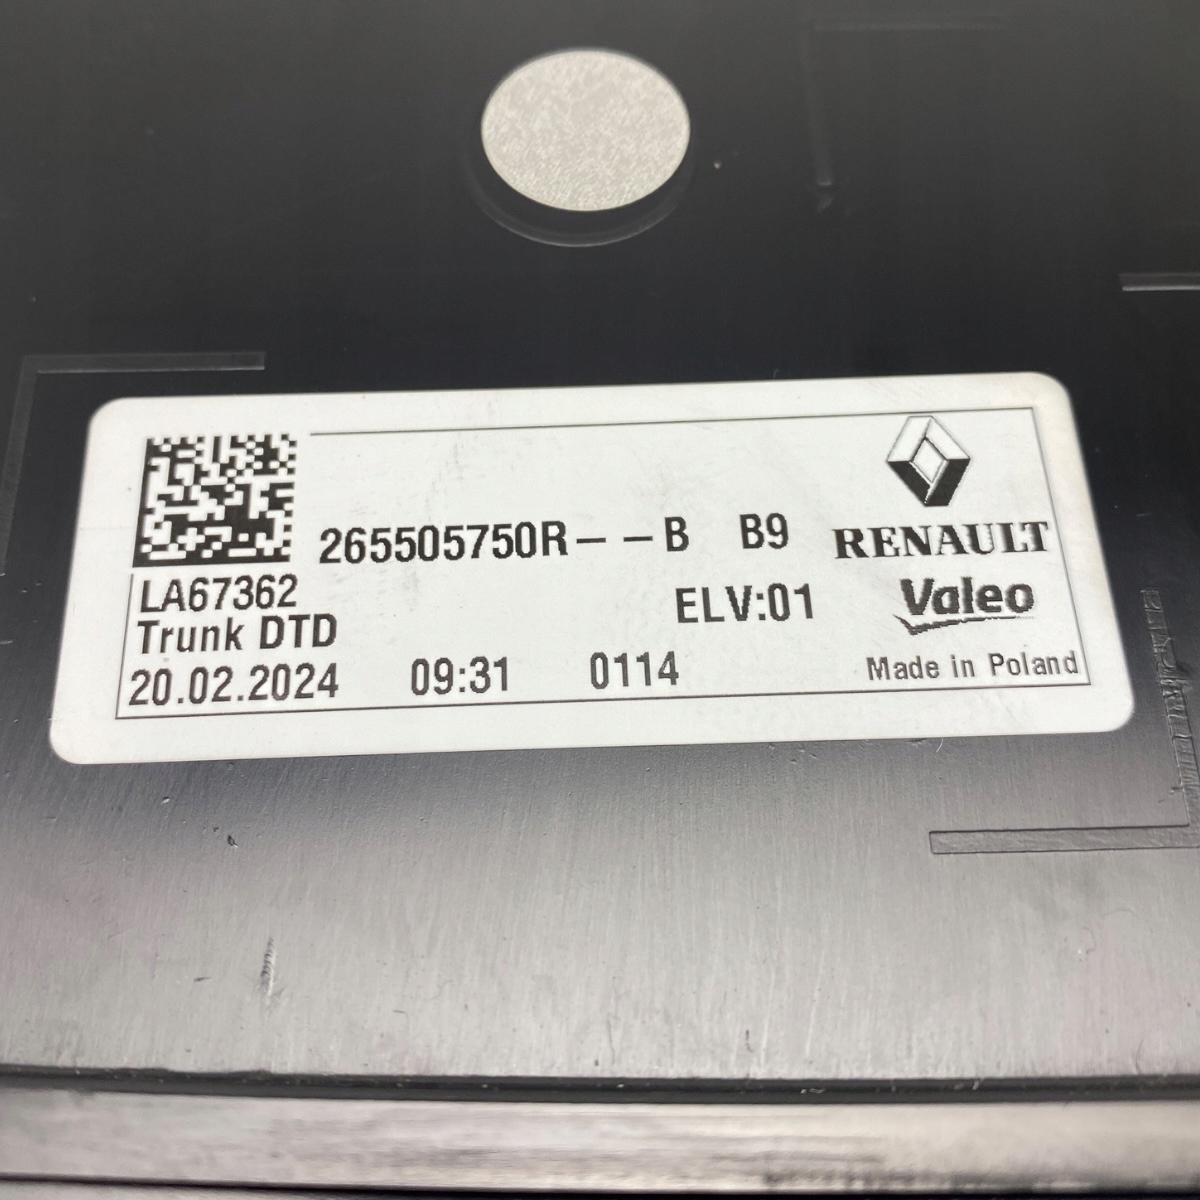 265505750R---B B9 RENAULT
LA67362 ELV:01 Valeo
Trunk DTD
20.02.2024 09:31 0114 Made in Poland